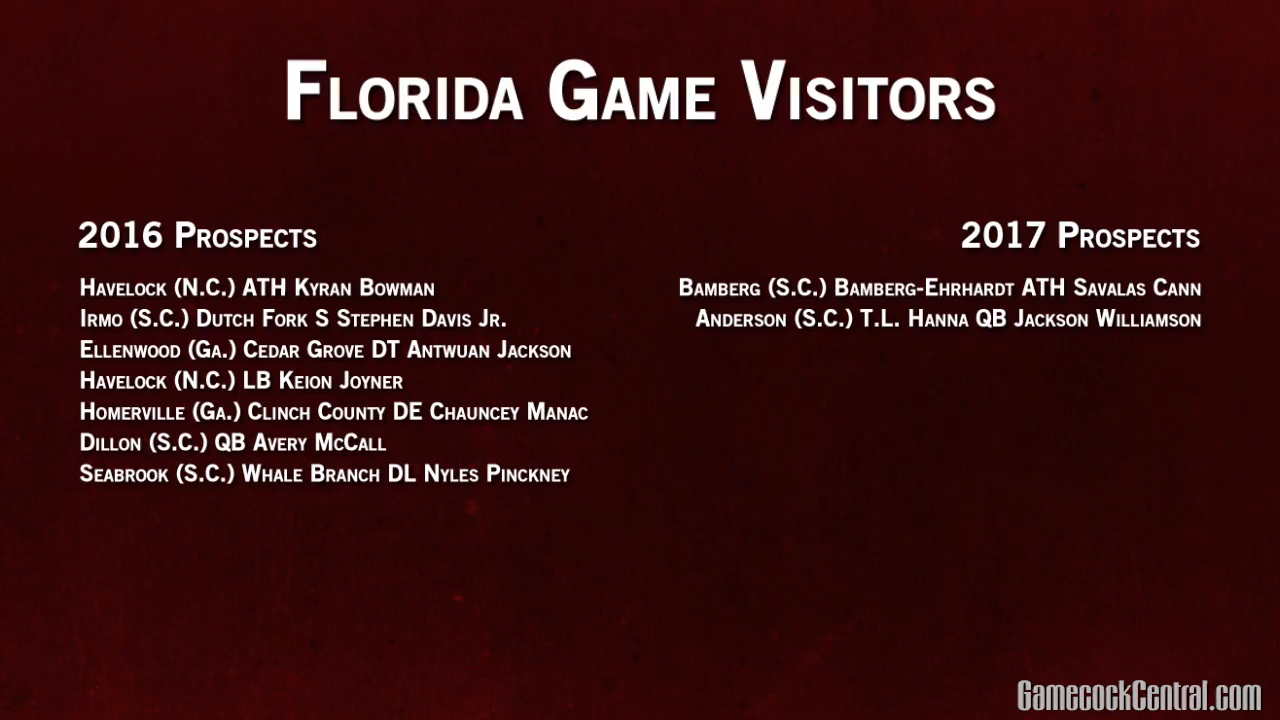 Florida Game Visitors
2016 Prospects
Havelock (N.C.) ATH Kyran Bowman
Irmo (S.C.) Dutch Fork S Stephen Davis Jr.
Ellenwood (Ga.) Cedar Grove DT Antwuan Jackson
Havelock (N.C.) LB Keion Joyner
Homerville (Ga.) Clinch County DE Chauncey Manac
Dillon (S.C.) QB Avery McCall
Seabrook (S.C.) Whale Branch DL Nyles Pinckney
2017 Prospects
Bamberg (S.C.) Bamberg-Ehrhardt ATH Savalas Cann
Anderson (S.C.) T.L. Hanna QB Jackson Williamson
GamecockCentral.com